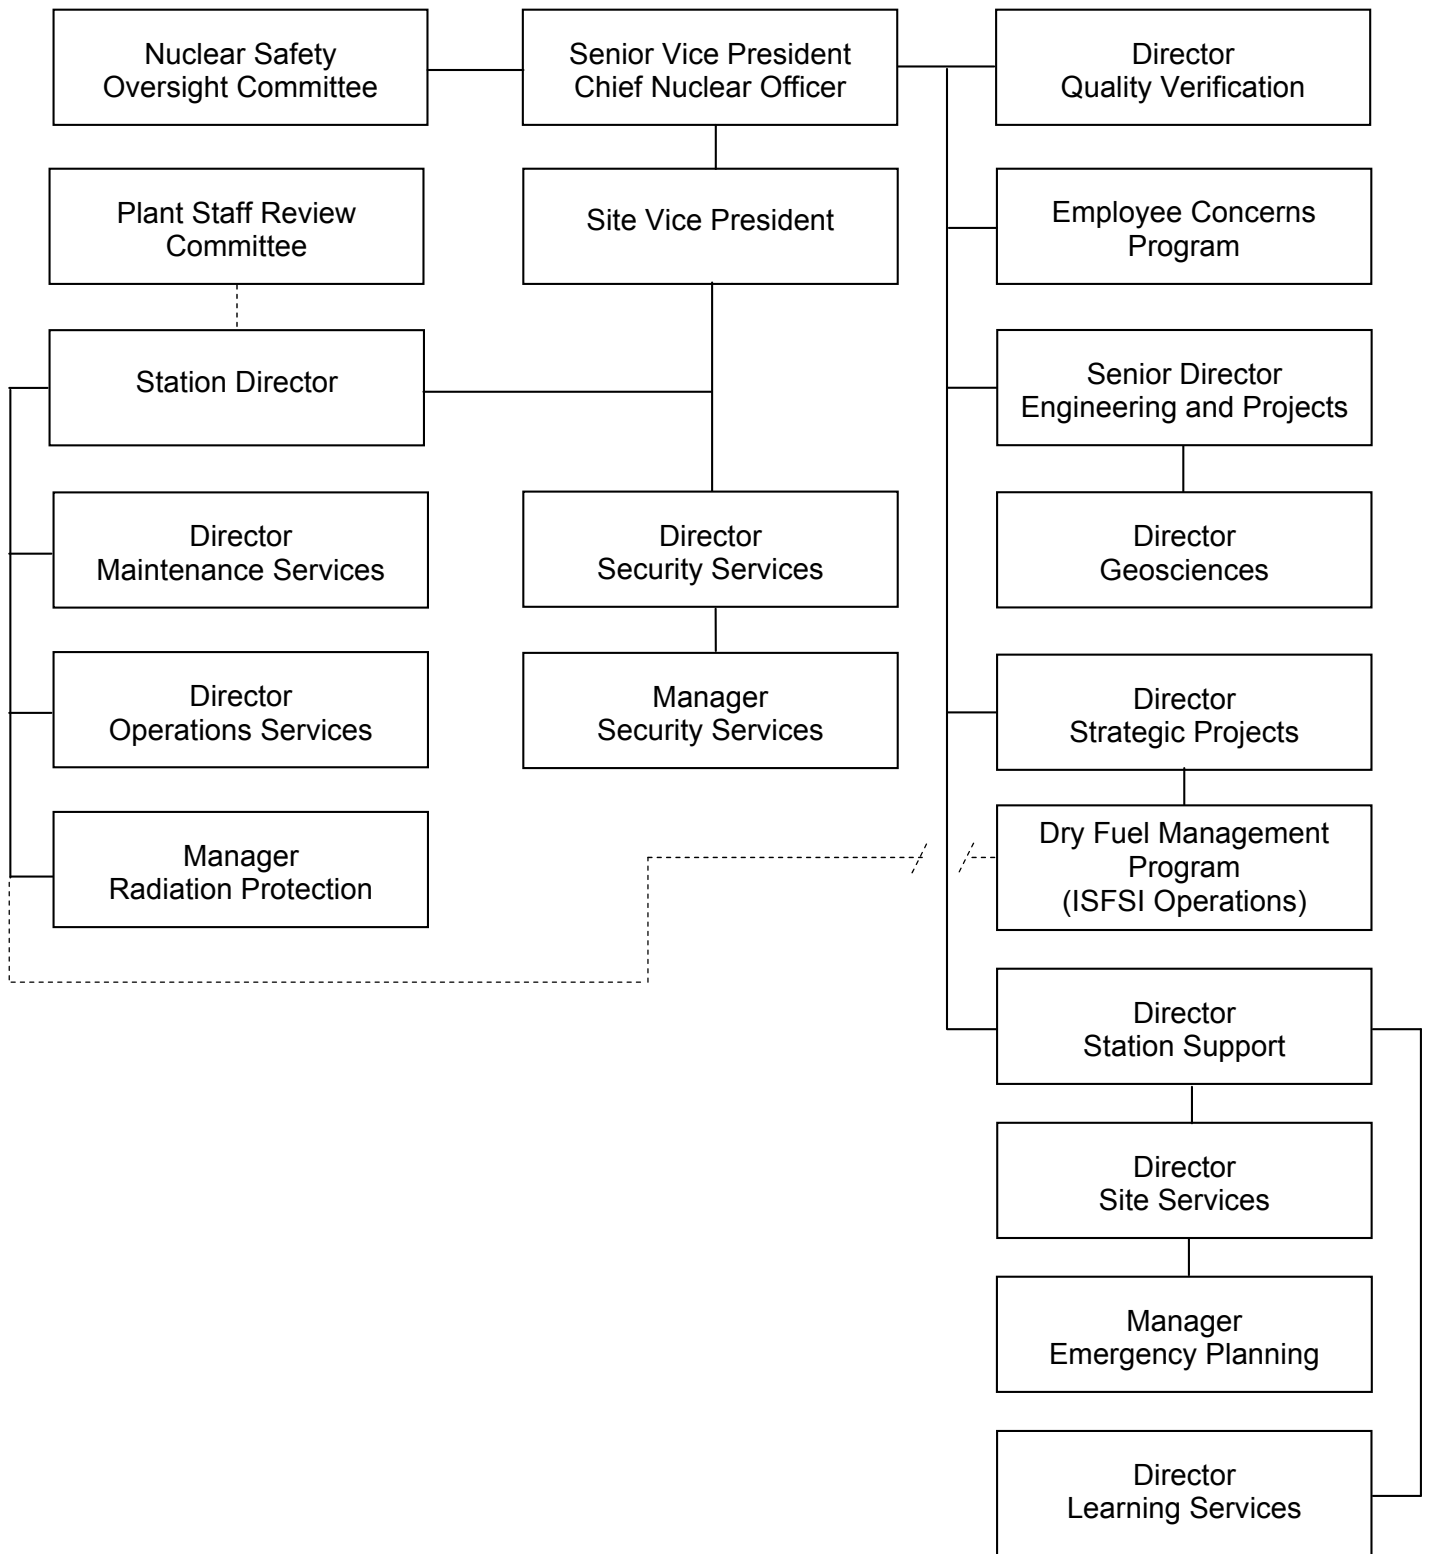 Nuclear Safety
Oversight Committee
Senior Vice President
Chief Nuclear Officer
Director
Quality Verification
Plant Staff Review
Committee
Site Vice President
Employee Concerns
Program
Station Director
Senior Director
Engineering and Projects
Director
Maintenance Services
Director
Security Services
Director
Geosciences
Director
Operations Services
Manager
Security Services
Director
Strategic Projects
Manager
Radiation Protection
Dry Fuel Management
Program
(ISFSI Operations)
Director
Station Support
Director
Site Services
Manager
Emergency Planning
Director
Learning Services